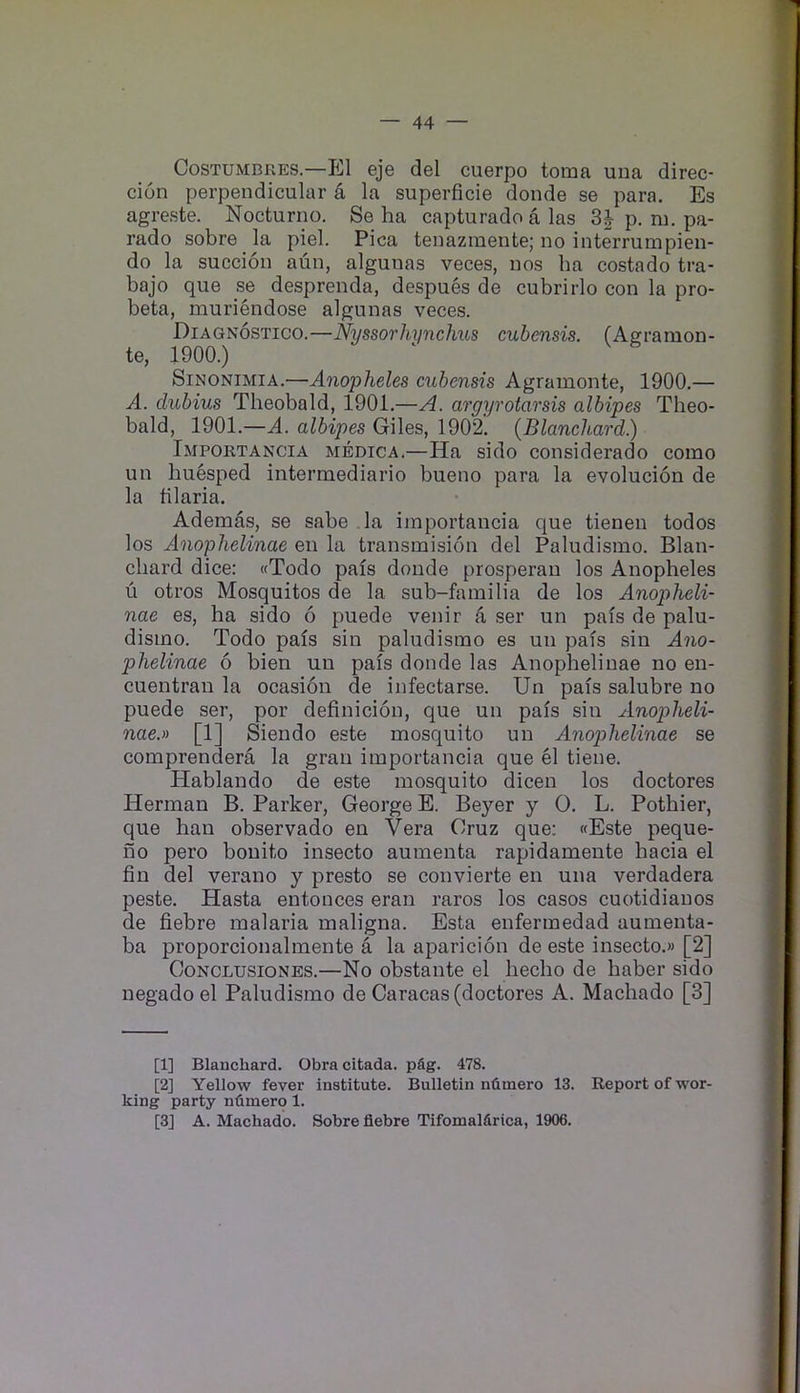 — 44 —
Costumbres.—El eje del cuerpo toma una direc-
ción perpendicular á la superficie donde se para. Es
agreste. Nocturno. Se ha capturado á las 3½ p. m. pa-
rado sobre la piel. Pica tenazmente; no interrumpien-
do la succión aún, algunas veces, nos ha costado tra-
bajo que se desprenda, después de cubrirlo con la pro-
beta, muriéndose algunas veces.
Diagnóstico.—Nyssorhynchus cubensis. (Agramon-
te, 1900.)
Sinonimia.—Anopheles cubensis Agramonte, 1900.—
A. dubius Theobald, 1901.—A. argyrotarsis albipes Theo-
bald, 1901.—A. albipes Giles, 1902. (Blanchard.)
Importancia médica.—Ha sido considerado como
un huésped intermediario bueno para la evolución de
la filaria.
Además, se sabe la importancia que tienen todos
los Anophelinae en la transmisión del Paludismo. Blan-
chard dice: «Todo país donde prosperan los Anopheles
ú otros Mosquitos de la sub-familia de los Anopheli-
nae es, ha sido ó puede venir á ser un país de palu-
dismo. Todo país sin paludismo es un país sin Ano-
phelinae ó bien un país donde las Anophelinae no en-
cuentran la ocasión de infectarse. Un país salubre no
puede ser, por definición, que un país sin Anopheli-
nae.» [1] Siendo este mosquito un Anophelinae se
comprenderá la gran importancia que él tiene.
Hablando de este mosquito dicen los doctores
Herman B. Parker, George E. Beyer y O. L. Pothier,
que han observado en Vera Cruz que: «Este peque-
ño pero bonito insecto aumenta rapidamente hacia el
fin del verano y presto se convierte en una verdadera
peste. Hasta entonces eran raros los casos cuotidianos
de fiebre malaria maligna. Esta enfermedad aumenta-
ba proporcionalmente á la aparición de este insecto.» [2]
Conclusiones.—No obstante el hecho de haber sido
negado el Paludismo de Caracas (doctores A. Machado [3]
[1] Blanchard. Obra citada. pág. 478.
[2] Yellow fever institute. Bulletin número 13. Report of wor-
king party número 1.
[3] A. Machado. Sobre fiebre Tifomalárica, 1906.